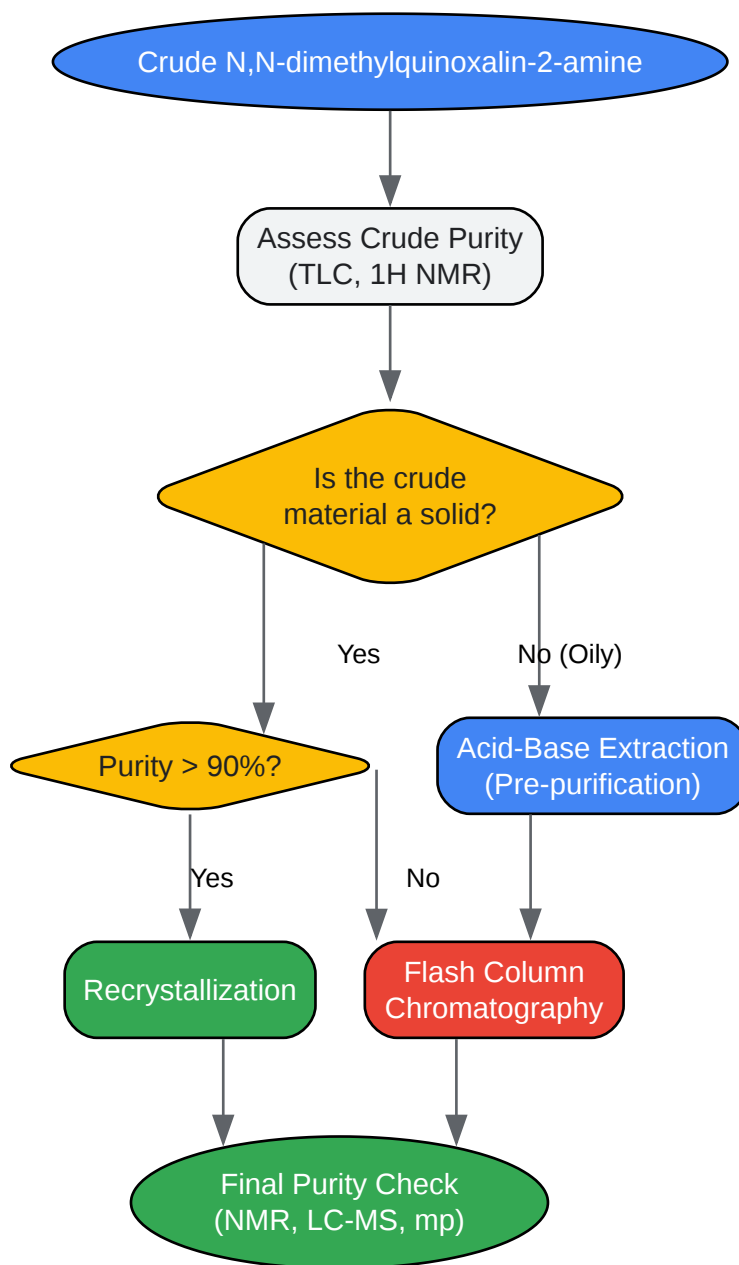 Crude N,N-dimethylquinoxalin-2-amine
Assess Crude Purity
(TLC, 1H NMR)
Is the crude
material a solid?
Yes
No (Oily)
Purity > 90%?
Acid-Base Extraction
(Pre-purification)
Yes
No
Recrystallization
Flash Column
Chromatography
Final Purity Check
(NMR, LC-MS, mp)